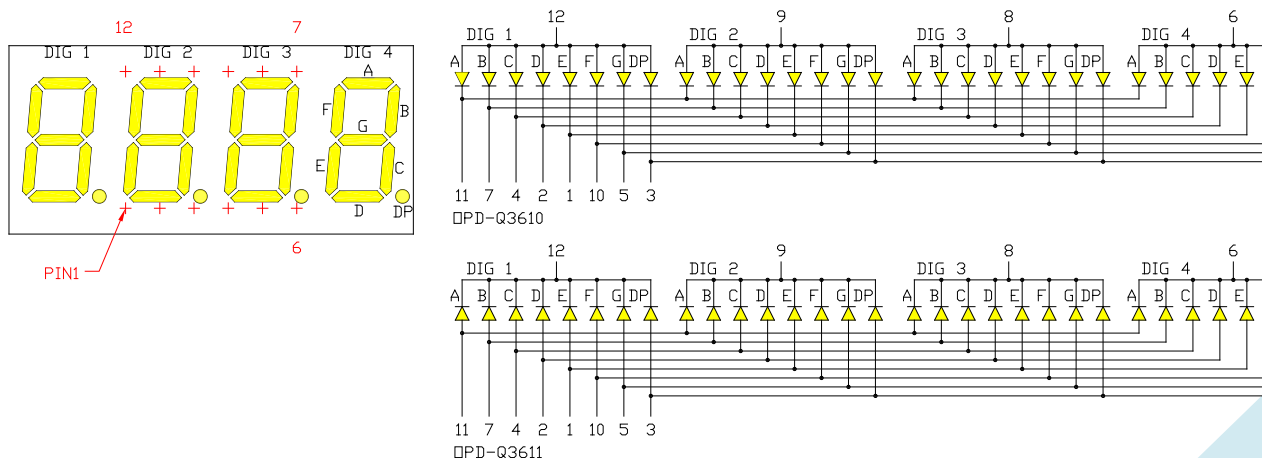 12 7
DIG 1 DIG 2 DIG 3 DIG 4
A
F B
G
E C
D DP
6
PIN1
12 9 8 6
DIG 1 DIG 2 DIG 3 DIG 4
A B C D E F G DP A B C D E F G DP A B C D E F G DP A B C D E
11 7 4 2 1 10 5 3
OPD-Q3610
12 9 8 6
DIG 1 DIG 2 DIG 3 DIG 4
A B C D E F G DP A B C D E F G DP A B C D E F G DP A B C D E
11 7 4 2 1 10 5 3
OPD-Q3611